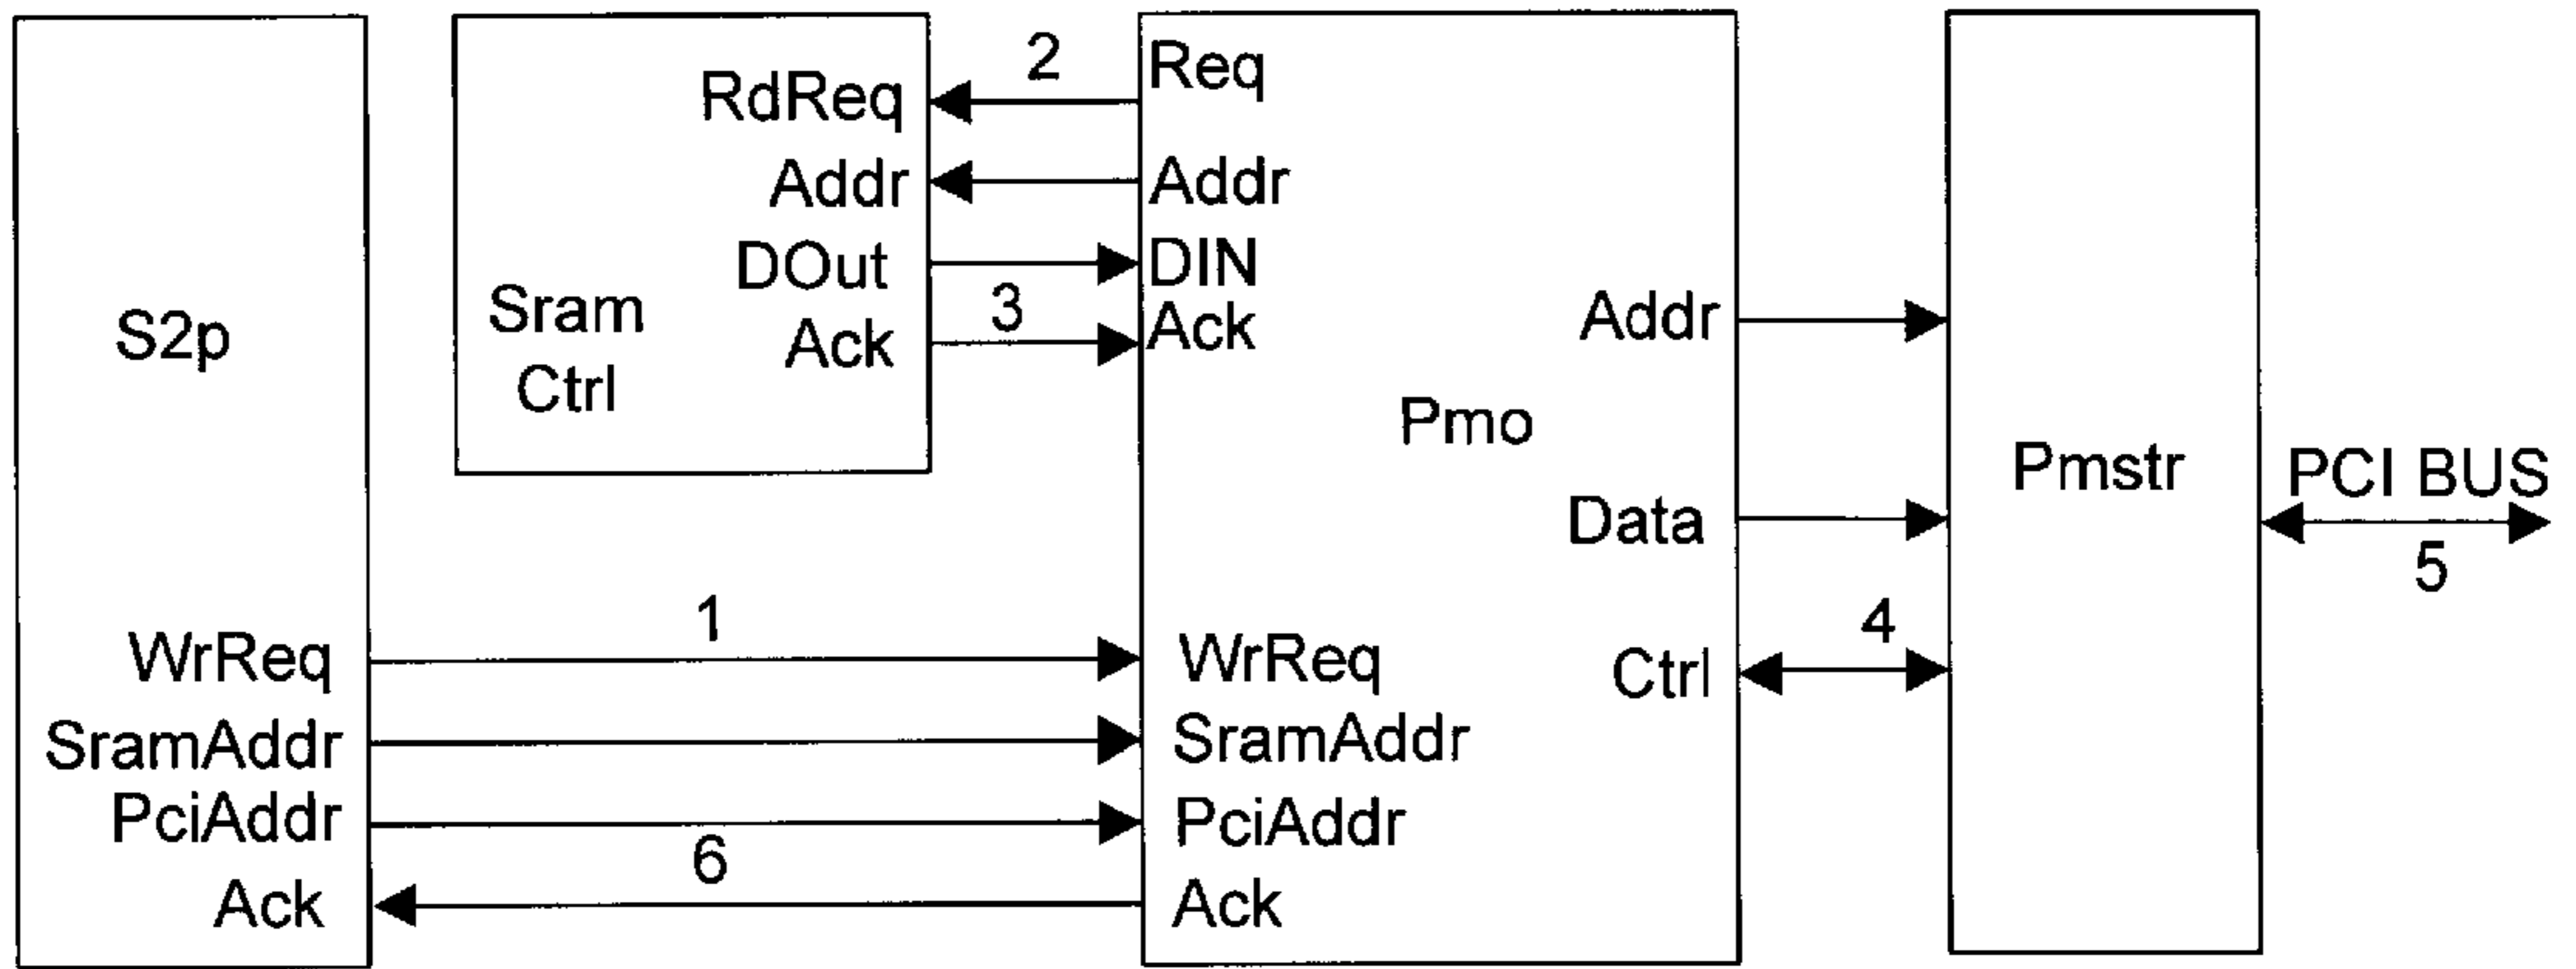 S2p
WrReq
SramAddr
PciAddr
Ack
RdReq
Addr
DOut
Ack
Sram
Ctrl
2
3
1
6
Req
Addr
DIN
Ack
Pmo
Addr
Data
Ctrl
WrReq
SramAddr
PciAddr
Ack
4
Pmstr
PCI BUS
5